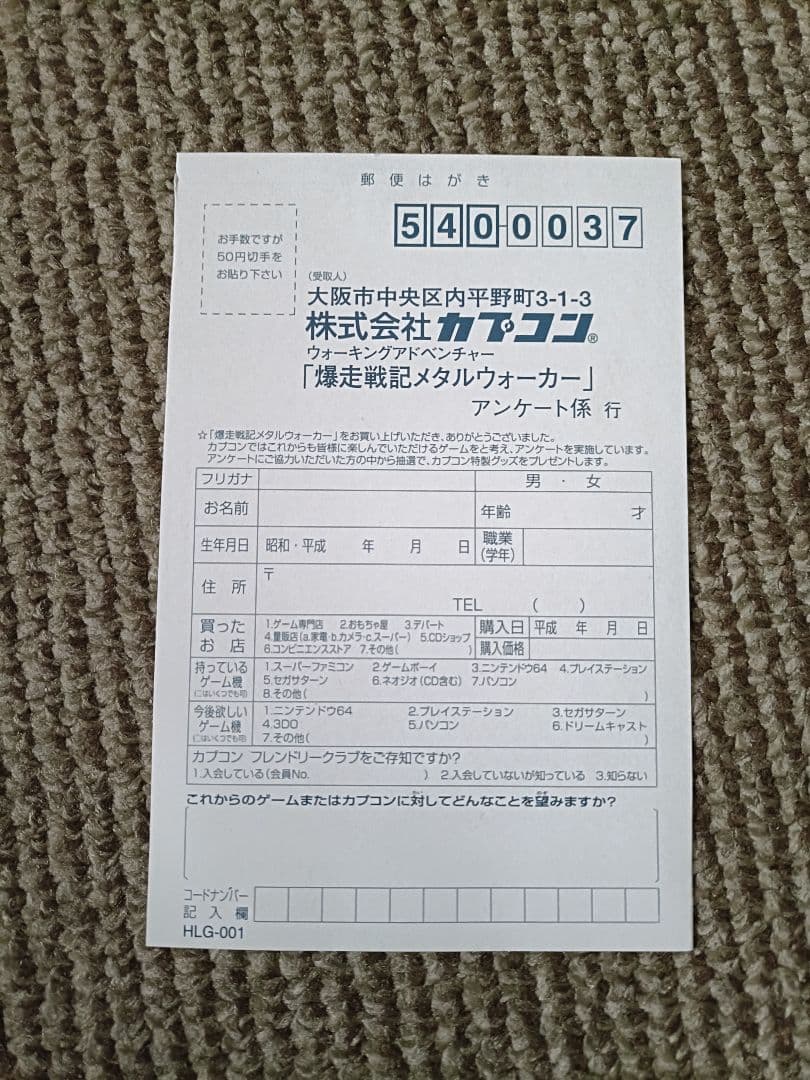 郵便はがき
お手数ですが
50円切手を
お貼り下さい
540-0037
(受取人)
大阪市中央区内平野町3-1-3
株式会社カプコン®
ウォーキングアドベンチャー
「爆走戦記メタルウォーカー」
アンケート係 行
☆「爆走戦記メタルウォーカー」をお買い上げいただき、ありがとうございました。
カプコンではこれからも皆様に楽しんでいただけるゲームをと考え、アンケートを実施しています。
アンケートにご協力いただいた方の中から抽選で、カプコン特製グッズをプレゼントします。
フリガナ 男・女
お名前 年齢 才
生年月日 昭和・平成 年 月 日 職業(学年)
住所 〒
TEL ( )
買ったお店 1.ゲーム専門店 2.おもちゃ屋 3.デパート
4.量販店(a.家電・b.カメラ・c.スーパー) 5.CDショップ
6.コンビニエンスストア 7.その他( )
購入日 平成 年 月 日
購入価格
持っているゲーム機(○はいくつでも可) 1.スーパーファミコン 2.ゲームボーイ 3.ニンテンドウ64 4.プレイステーション
5.セガサターン 6.ネオジオ(CD含む) 7.パソコン
8.その他( )
今後欲しいゲーム機(○はいくつでも可) 1.ニンテンドウ64 2.プレイステーション 3.セガサターン
4.3DO 5.パソコン 6.ドリームキャスト
7.その他( )
カプコン フレンドリークラブをご存知ですか?
1.入会している(会員No. ) 2.入会していないが知っている 3.知らない
これからのゲームまたはカプコンに対してどんなことを望みますか?
コードナンバー
記入欄
HLG-001